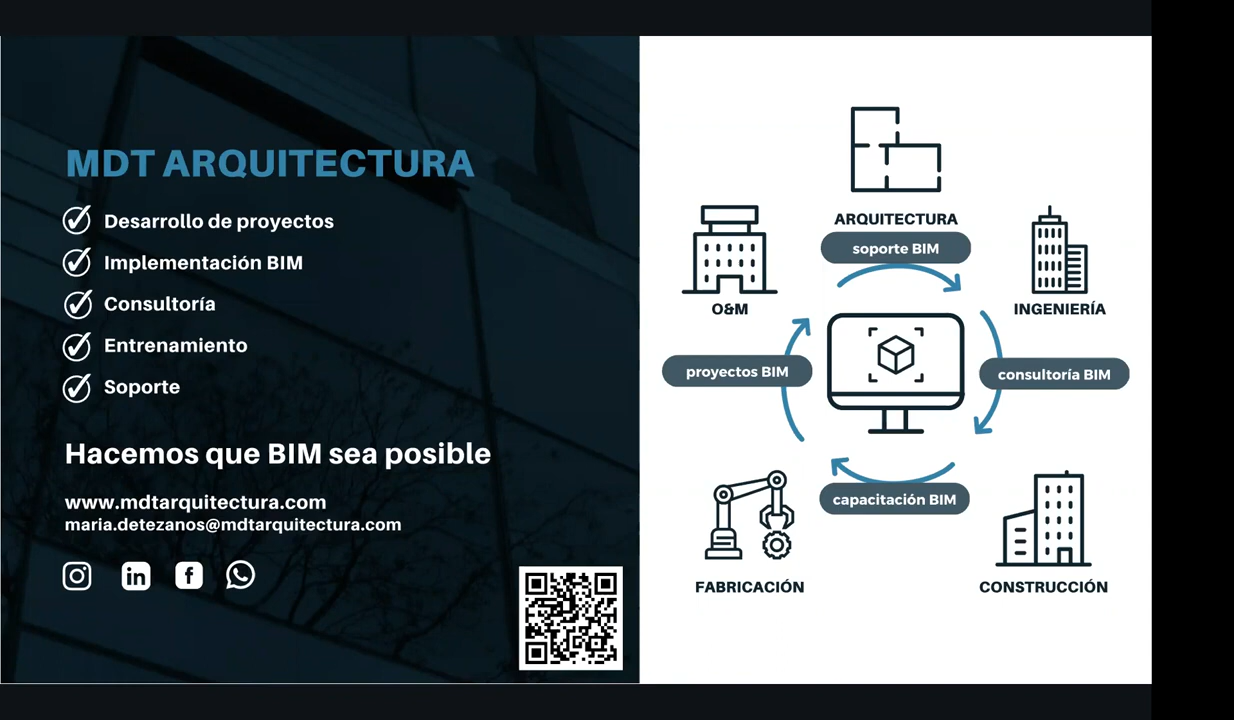 MDT ARQUITECTURA
Desarrollo de proyectos
Implementación BIM
Consultoría
Entrenamiento
Soporte
Hacemos que BIM sea posible
www.mdtarquitectura.com
maria.detezanos@mdtarquitectura.com
ARQUITECTURA
soporte BIM
O&M
INGENIERÍA
proyectos BIM
consultoría BIM
capacitación BIM
FABRICACIÓN
CONSTRUCCIÓN